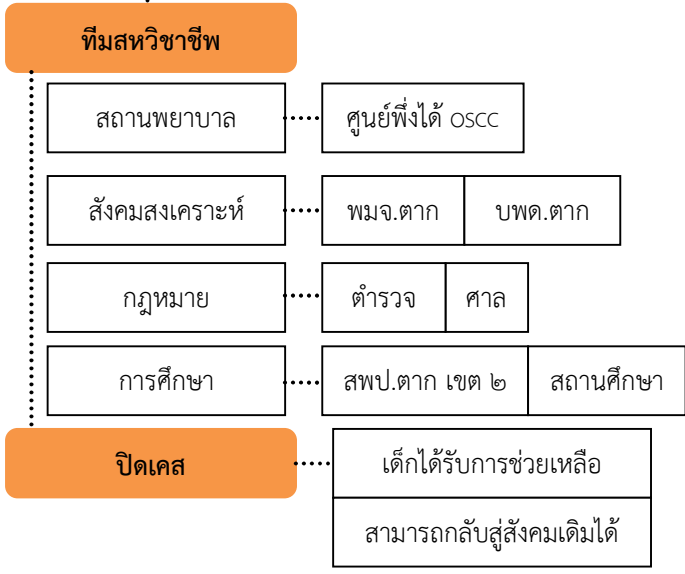 ทีมสหวิชาชีพ
สถานพยาบาล ศูนย์พึ่งได้ OSCC
สังคมสงเคราะห์ พมจ.ตาก บพด.ตาก
กฎหมาย ตำรวจ ศาล
การศึกษา สพป.ตาก เขต ๒ สถานศึกษา
ปิดเคส เด็กได้รับการช่วยเหลือ
สามารถกลับสู่สังคมเดิมได้